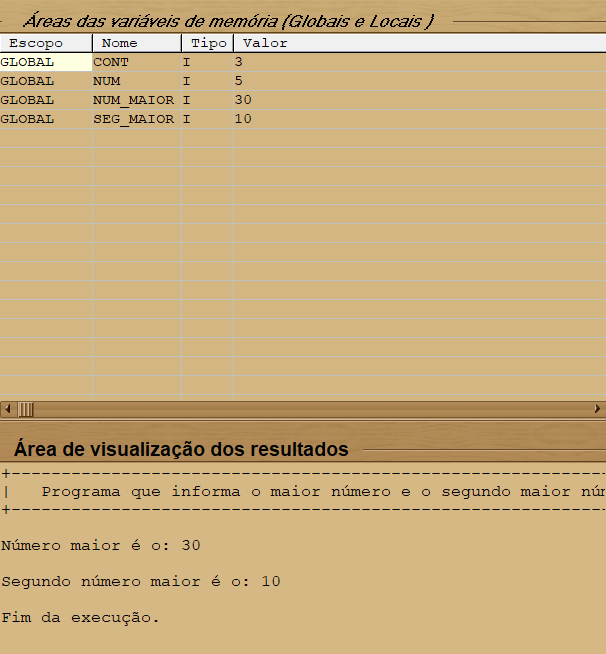 Áreas das variáveis de memória (Globais e Locais )
Escopo Nome Tipo Valor
GLOBAL CONT I 3
GLOBAL NUM I 5
GLOBAL NUM_MAIOR I 30
GLOBAL SEG_MAIOR I 10
Área de visualização dos resultados
+------------------------------------------------------------
| Programa que informa o maior número e o segundo maior núm
+------------------------------------------------------------
Número maior é o: 30
Segundo número maior é o: 10
Fim da execução.